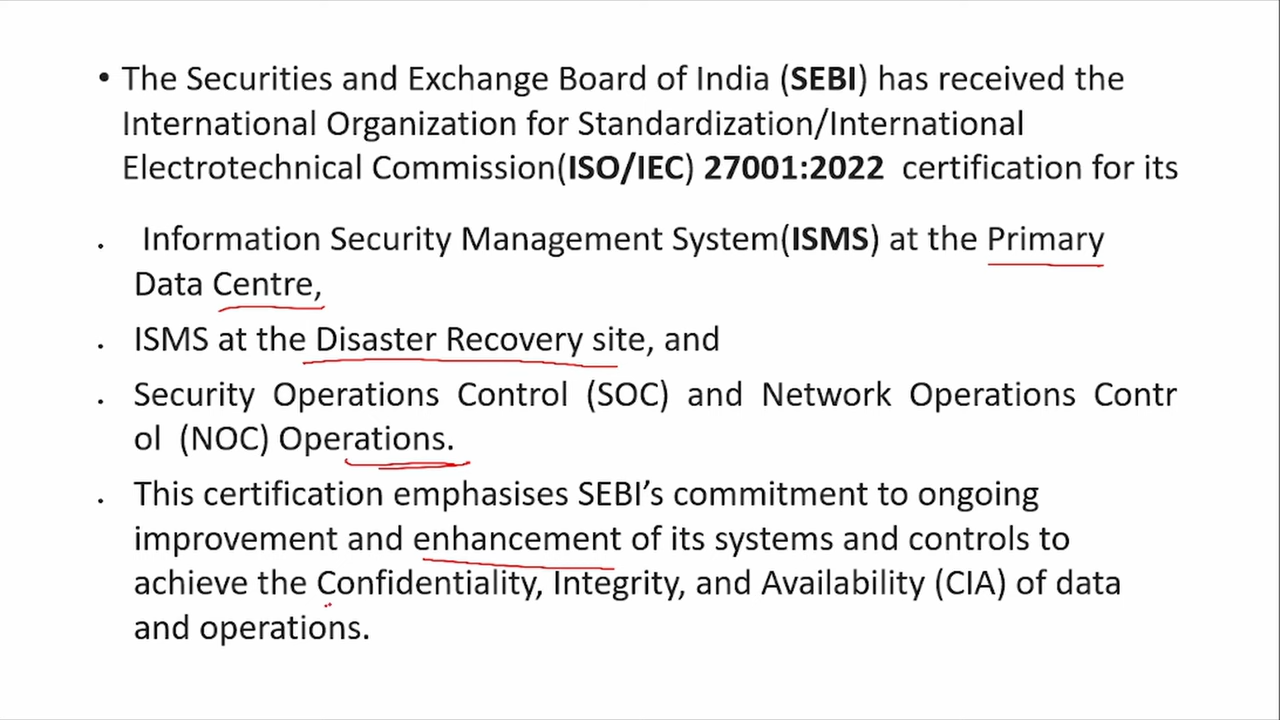 • The Securities and Exchange Board of India (SEBI) has received the
International Organization for Standardization/International
Electrotechnical Commission(ISO/IEC) 27001:2022 certification for its
• Information Security Management System(ISMS) at the Primary
Data Centre,
• ISMS at the Disaster Recovery site, and
• Security Operations Control (SOC) and Network Operations Contr
ol (NOC) Operations.
• This certification emphasises SEBI’s commitment to ongoing
improvement and enhancement of its systems and controls to
achieve the Confidentiality, Integrity, and Availability (CIA) of data
and operations.